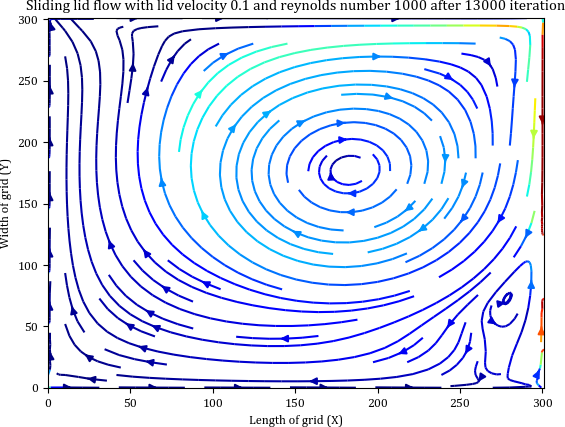 Sliding lid flow with lid velocity 0.1 and reynolds number 1000 after 13000 iteration
300
250
200
150
100
50
0
Width of grid (Y)
0 50 100 150 200 250 300
Length of grid (X)